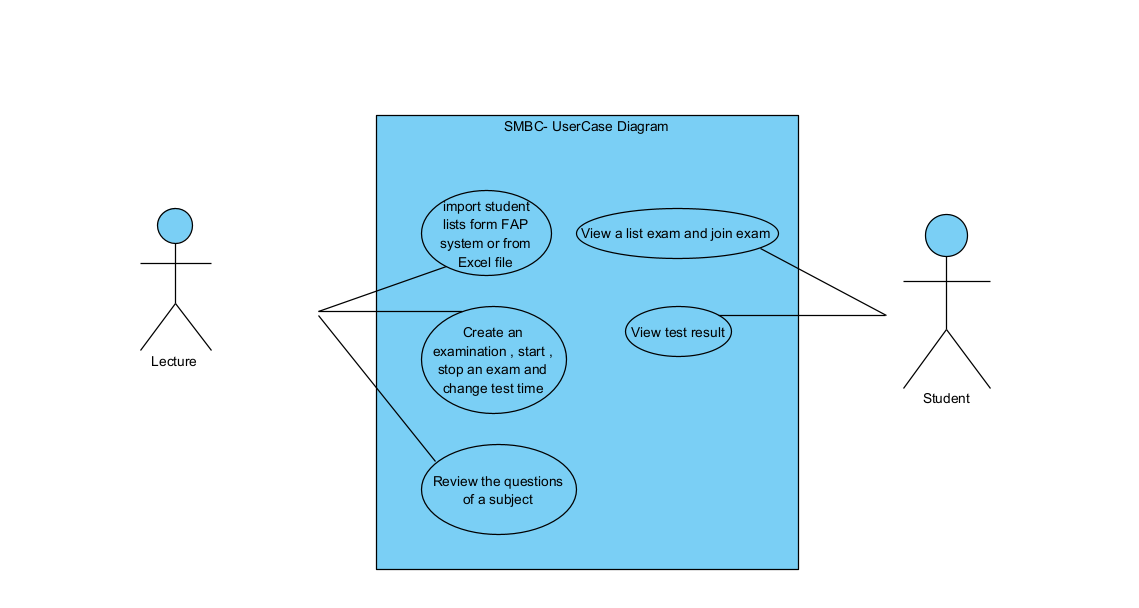 SMBC- UserCase Diagram
import student
lists form FAP
system or from
Excel file
View a list exam and join exam
Create an
examination , start ,
stop an exam and
change test time
View test result
Lecture
Student
Review the questions
of a subject